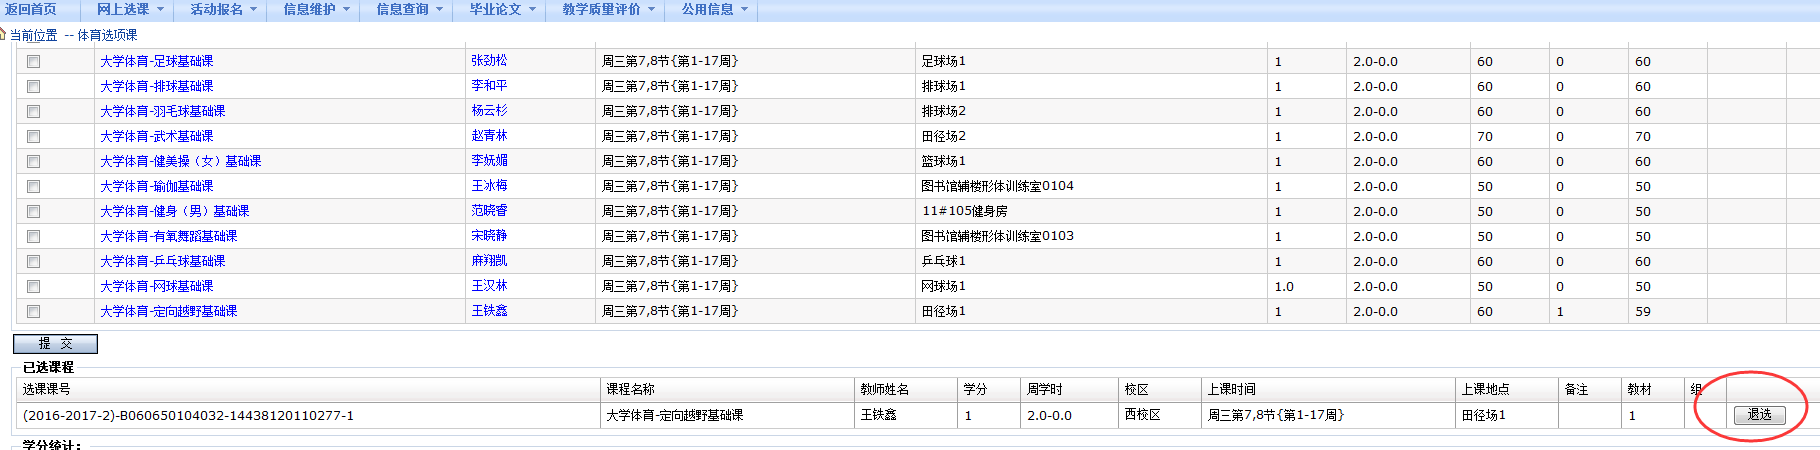 返回首页 网上选课 活动报名 信息维护 信息查询 毕业论文 教学质量评价 公用信息
当前位置 -- 体育选项课
大学体育-足球基础课 张劲松 周三第7,8节{第1-17周} 足球场1 1 2.0-0.0 60 0 60
大学体育-排球基础课 李和平 周三第7,8节{第1-17周} 排球场1 1 2.0-0.0 60 0 60
大学体育-羽毛球基础课 杨云杉 周三第7,8节{第1-17周} 排球场2 1 2.0-0.0 60 0 60
大学体育-武术基础课 赵青林 周三第7,8节{第1-17周} 田径场2 1 2.0-0.0 70 0 70
大学体育-健美操（女）基础课 李妩媚 周三第7,8节{第1-17周} 篮球场1 1 2.0-0.0 60 0 60
大学体育-瑜伽基础课 王冰梅 周三第7,8节{第1-17周} 图书馆辅楼形体训练室0104 1 2.0-0.0 50 0 50
大学体育-健身（男）基础课 范晓睿 周三第7,8节{第1-17周} 11#105健身房 1 2.0-0.0 50 0 50
大学体育-有氧舞蹈基础课 宋晓静 周三第7,8节{第1-17周} 图书馆辅楼形体训练室0103 1 2.0-0.0 50 0 50
大学体育-乒乓球基础课 麻翔凯 周三第7,8节{第1-17周} 乒乓球1 1 2.0-0.0 60 0 60
大学体育-网球基础课 王汉林 周三第7,8节{第1-17周} 网球场1 1.0 2.0-0.0 50 0 50
大学体育-定向越野基础课 王铁鑫 周三第7,8节{第1-17周} 田径场1 1 2.0-0.0 60 1 59
提 交
已选课程
选课课号 课程名称 教师姓名 学分 周学时 校区 上课时间 上课地点 备注 教材 组
(2016-2017-2)-B060650104032-14438120110277-1 大学体育-定向越野基础课 王铁鑫 1 2.0-0.0 西校区 周三第7,8节{第1-17周} 田径场1 1 退选
学分统计：